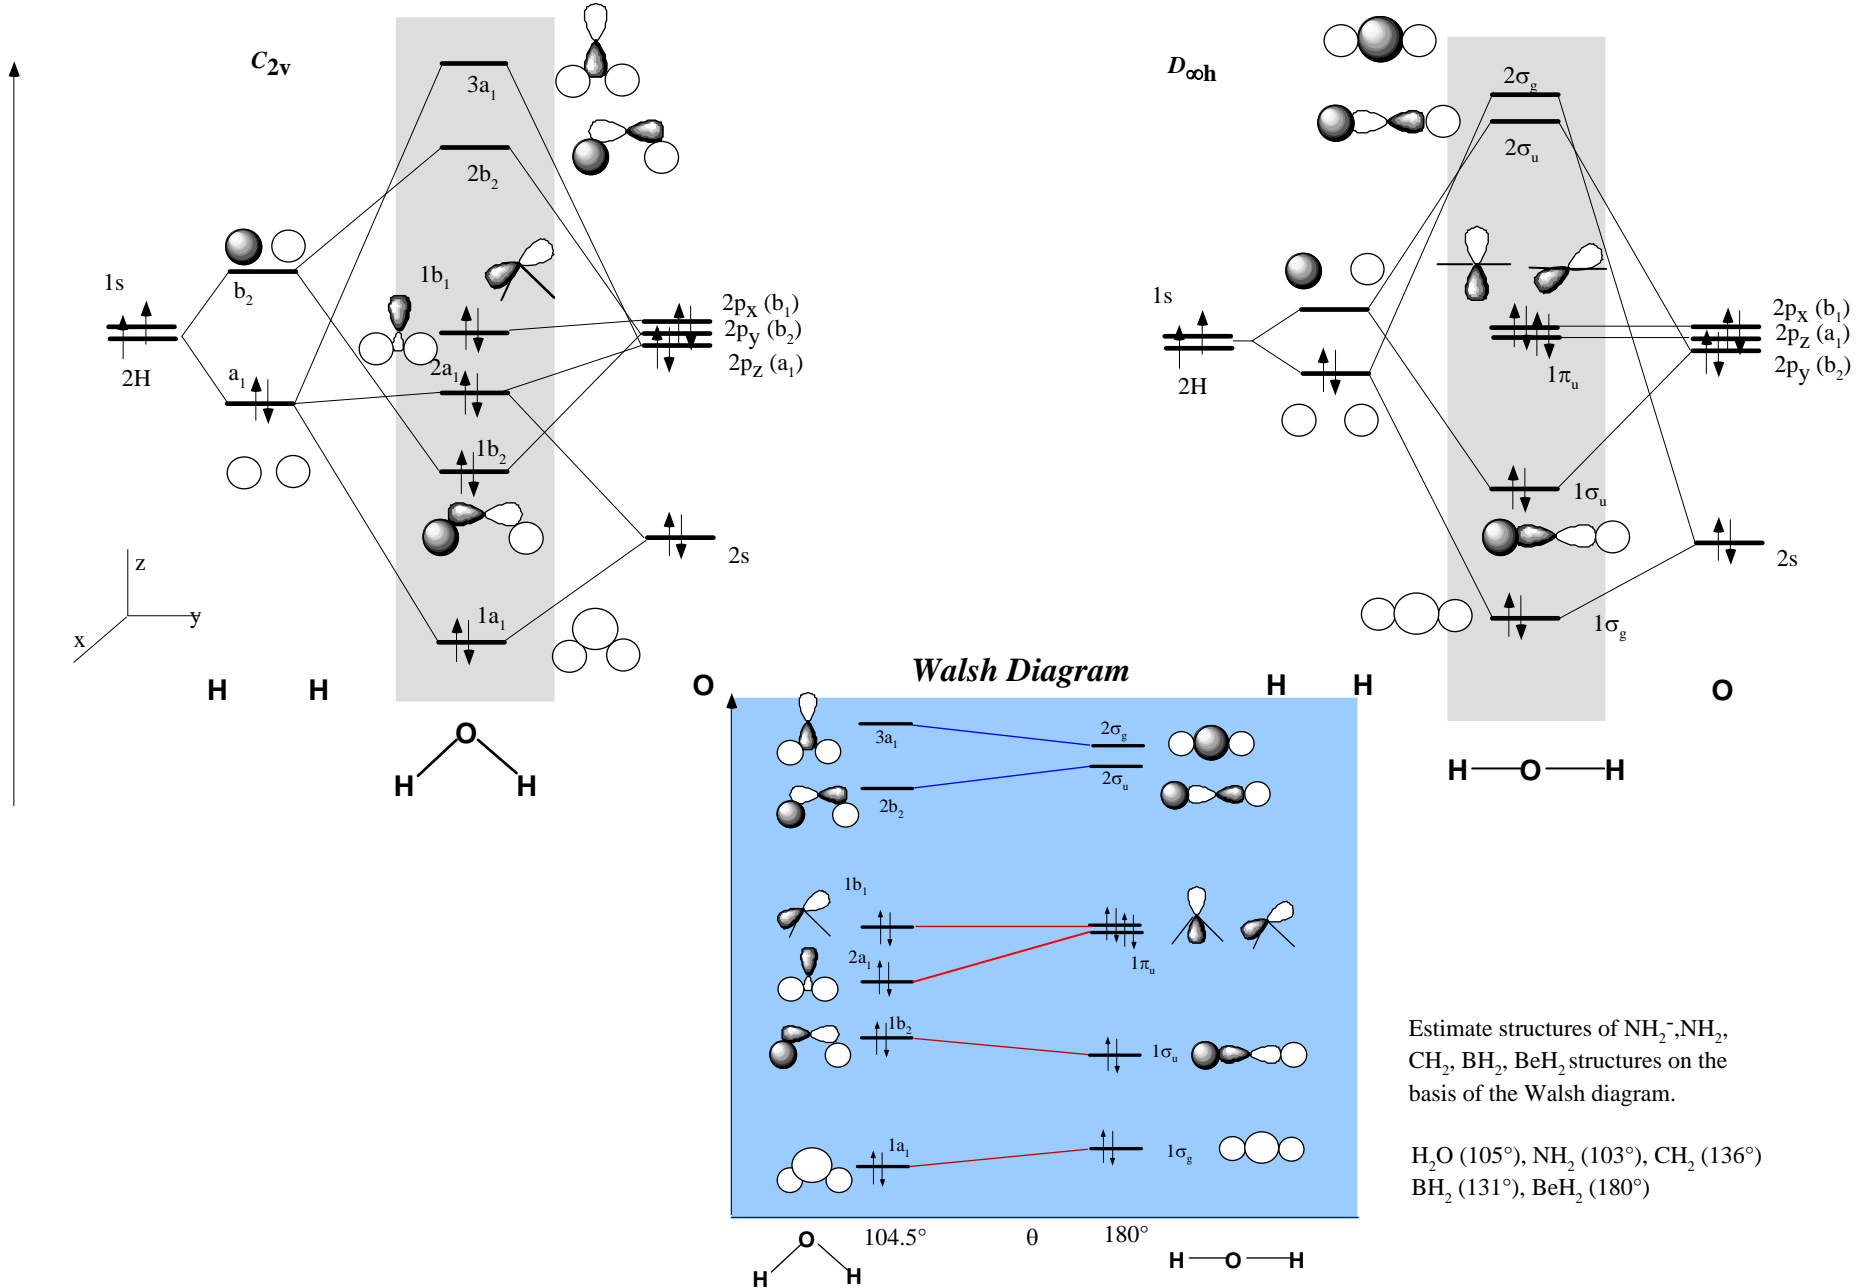 C2v
3a1
2b2
1s
b2
1b1
2px (b1)
2py (b2)
2pz (a1)
2H
a1
2a1
1b2
2s
z
y
x
1a1
H H
O
O
H H
D∞h
2σg
2σu
1s
2px (b1)
2pz (a1)
2py (b2)
2H
1πu
1σu
2s
1σg
H H
O
H O H
Walsh Diagram
3a1
2σg
2σu
2b2
1b1
2a1
1πu
1b2
1σu
1a1
1σg
104.5° θ 180°
O
H H
H O H
Estimate structures of NH2-,NH2,
CH2, BH2, BeH2 structures on the
basis of the Walsh diagram.
H2O (105°), NH2 (103°), CH2 (136°)
BH2 (131°), BeH2 (180°)